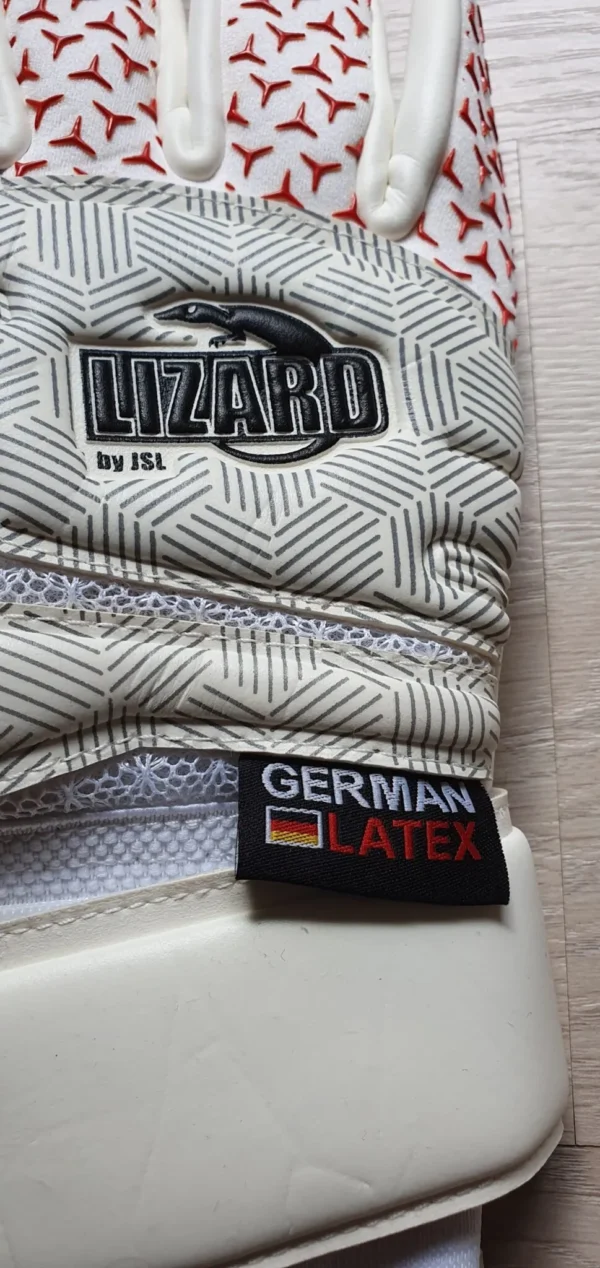 LIZARD
by JSL
GERMAN
LATEX